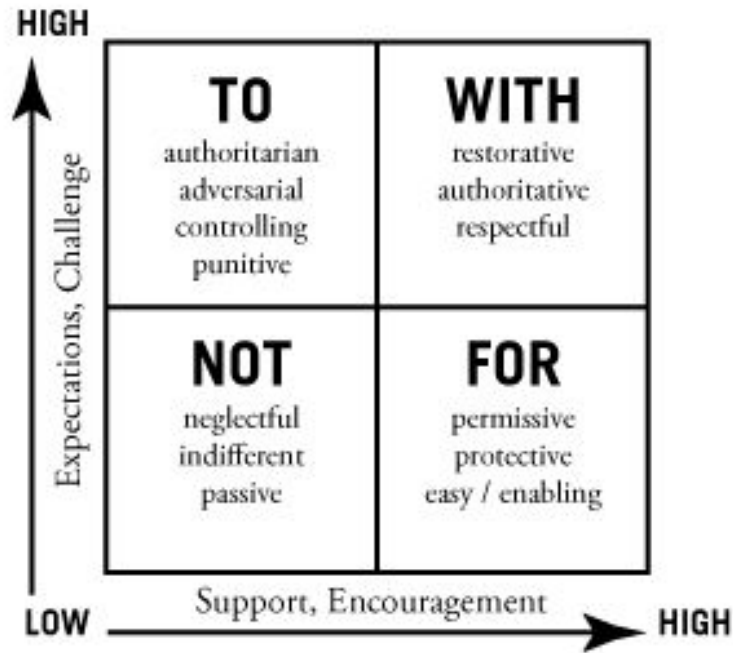 HIGH
Expectations, Challenge
TO
authoritarian
adversarial
controlling
punitive
WITH
restorative
authoritative
respectful
NOT
neglectful
indifferent
passive
FOR
permissive
protective
easy / enabling
LOW
Support, Encouragement
HIGH